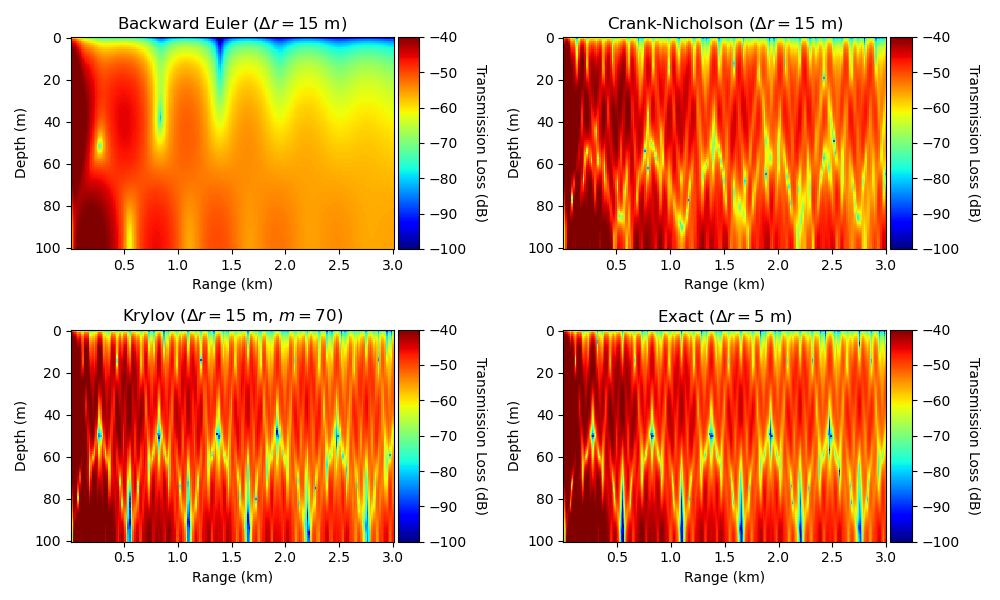 Backward Euler (Δr = 15 m)
0
20
40
60
80
100
Depth (m)
0.5 1.0 1.5 2.0 2.5 3.0
Range (km)
−40
−50
−60
−70
−80
−90
−100
Transmission Loss (dB)
Crank-Nicholson (Δr = 15 m)
0
20
40
60
80
100
Depth (m)
0.5 1.0 1.5 2.0 2.5 3.0
Range (km)
−40
−50
−60
−70
−80
−90
−100
Transmission Loss (dB)
Krylov (Δr = 15 m, m = 70)
0
20
40
60
80
100
Depth (m)
0.5 1.0 1.5 2.0 2.5 3.0
Range (km)
−40
−50
−60
−70
−80
−90
−100
Transmission Loss (dB)
Exact (Δr = 5 m)
0
20
40
60
80
100
Depth (m)
0.5 1.0 1.5 2.0 2.5 3.0
Range (km)
−40
−50
−60
−70
−80
−90
−100
Transmission Loss (dB)